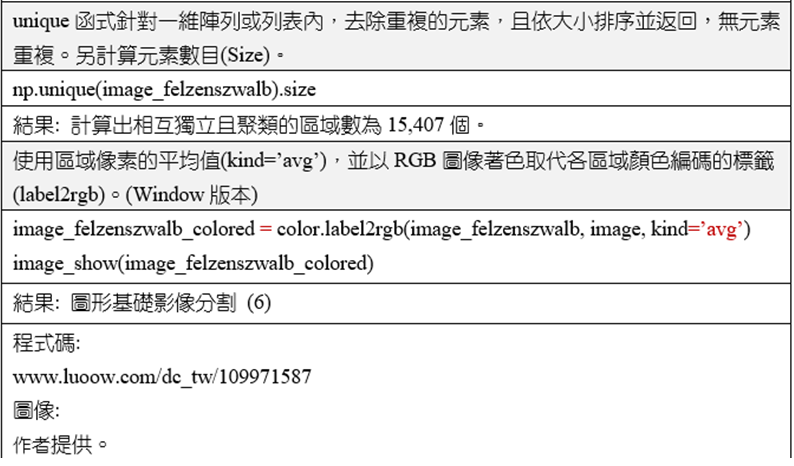 unique 函式針對一維陣列或列表內，去除重複的元素，且依大小排序並返回，無元素
重複。另計算元素數目(Size)。
np.unique(image_felzenszwalb).size
結果: 計算出相互獨立且聚類的區域數為 15,407 個。
使用區域像素的平均值(kind=’avg’)，並以 RGB 圖像著色取代各區域顏色編碼的標籤
(label2rgb)。(Window 版本)
image_felzenszwalb_colored = color.label2rgb(image_felzenszwalb, image, kind=’avg’)
image_show(image_felzenszwalb_colored)
結果: 圖形基礎影像分割 (6)
程式碼:
www.luoow.com/dc_tw/109971587
圖像:
作者提供。